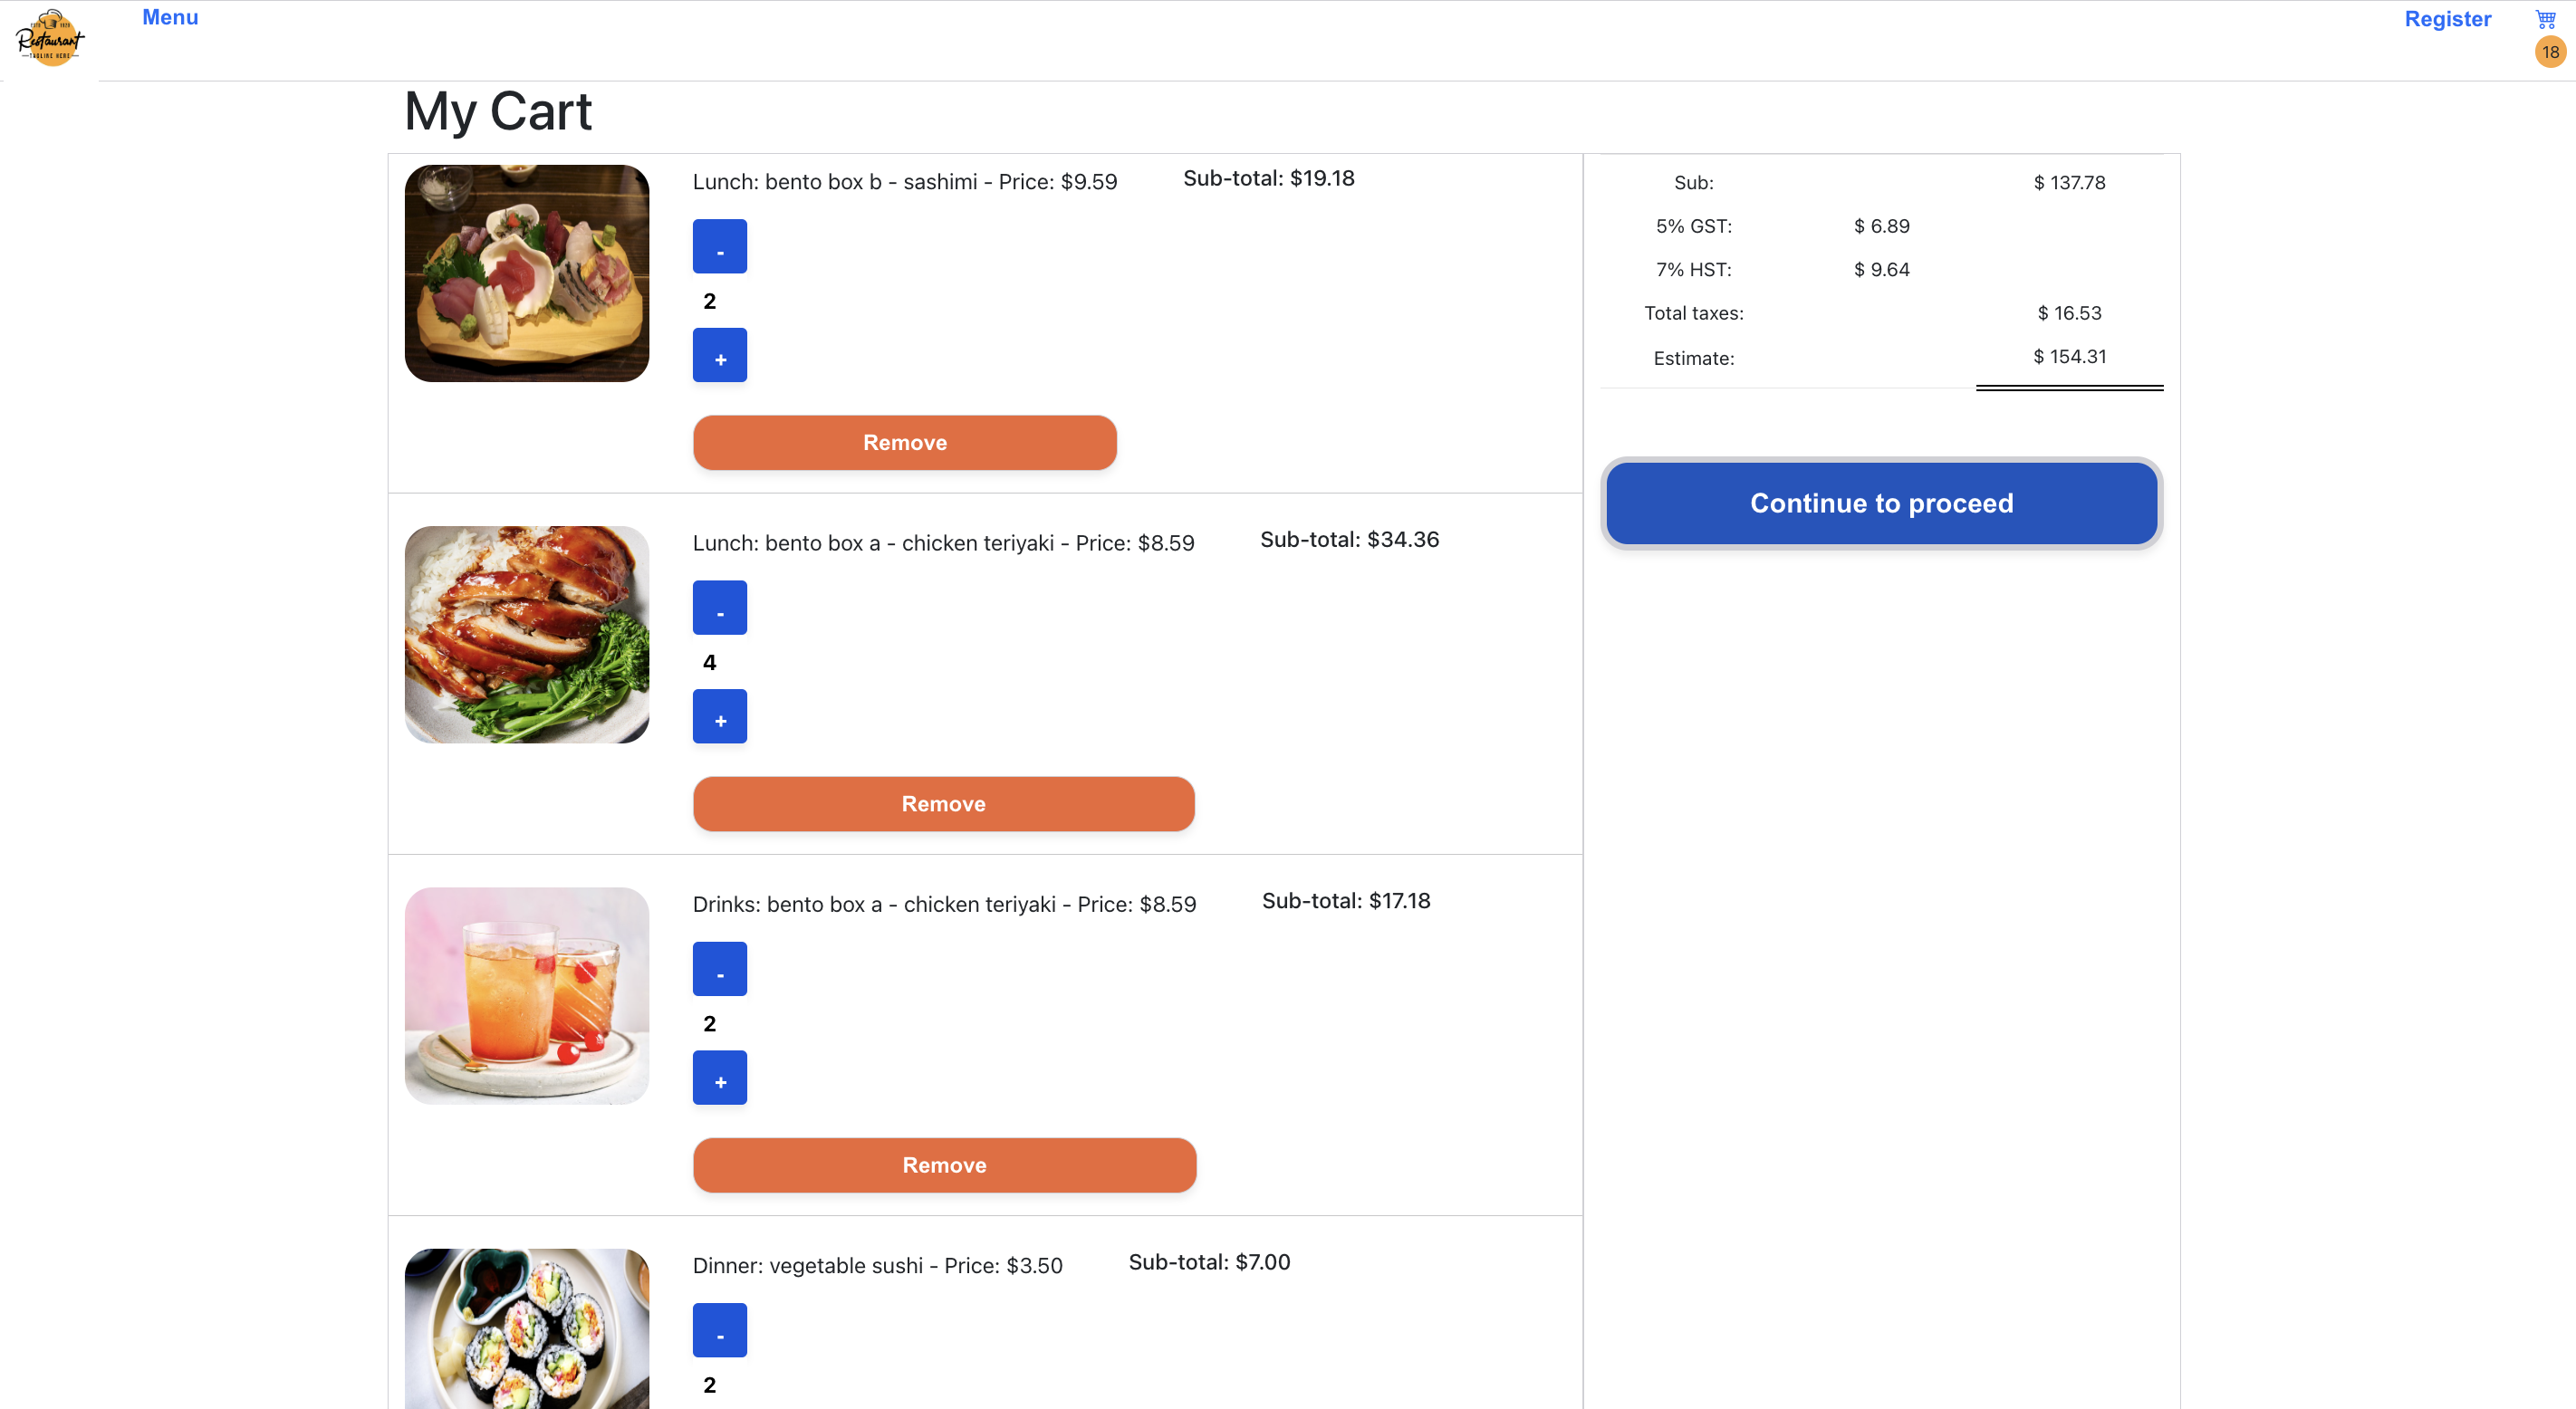 Menu
Register
Restaurant
TAGLINE HERE
18
My Cart
Lunch: bento box b - sashimi - Price: $9.59
Sub-total: $19.18
-
2
+
Remove
Lunch: bento box a - chicken teriyaki - Price: $8.59
Sub-total: $34.36
-
4
+
Remove
Drinks: bento box a - chicken teriyaki - Price: $8.59
Sub-total: $17.18
-
2
+
Remove
Dinner: vegetable sushi - Price: $3.50
Sub-total: $7.00
-
2
Sub: $ 137.78
5% GST: $ 6.89
7% HST: $ 9.64
Total taxes: $ 16.53
Estimate: $ 154.31
Continue to proceed